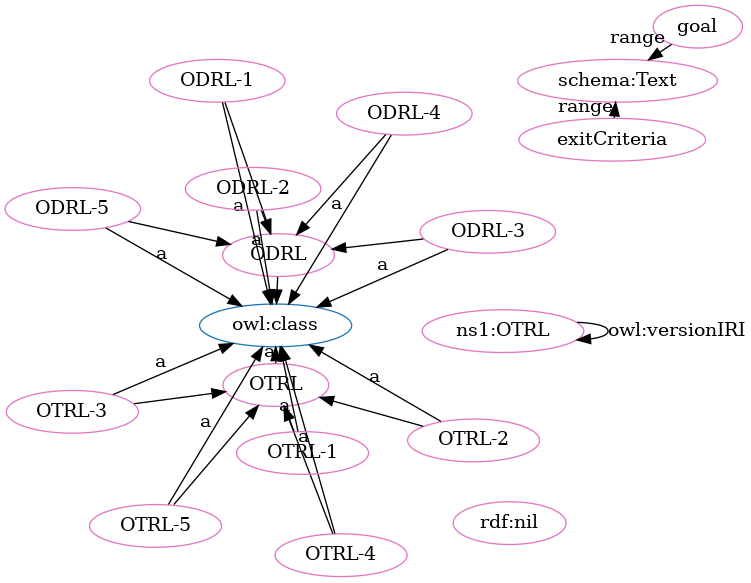 goal
range
ODRL-1
schema:Text
range
ODRL-4
exitCriteria
ODRL-2
a
a
ODRL-5
ODRL-3
a
a
ODRL
a
owl:class
ns1:OTRL
owl:versionIRI
a
a
a
OTRL
a
a
OTRL-3
a
OTRL-2
a
OTRL-1
OTRL-5
rdf:nil
OTRL-4